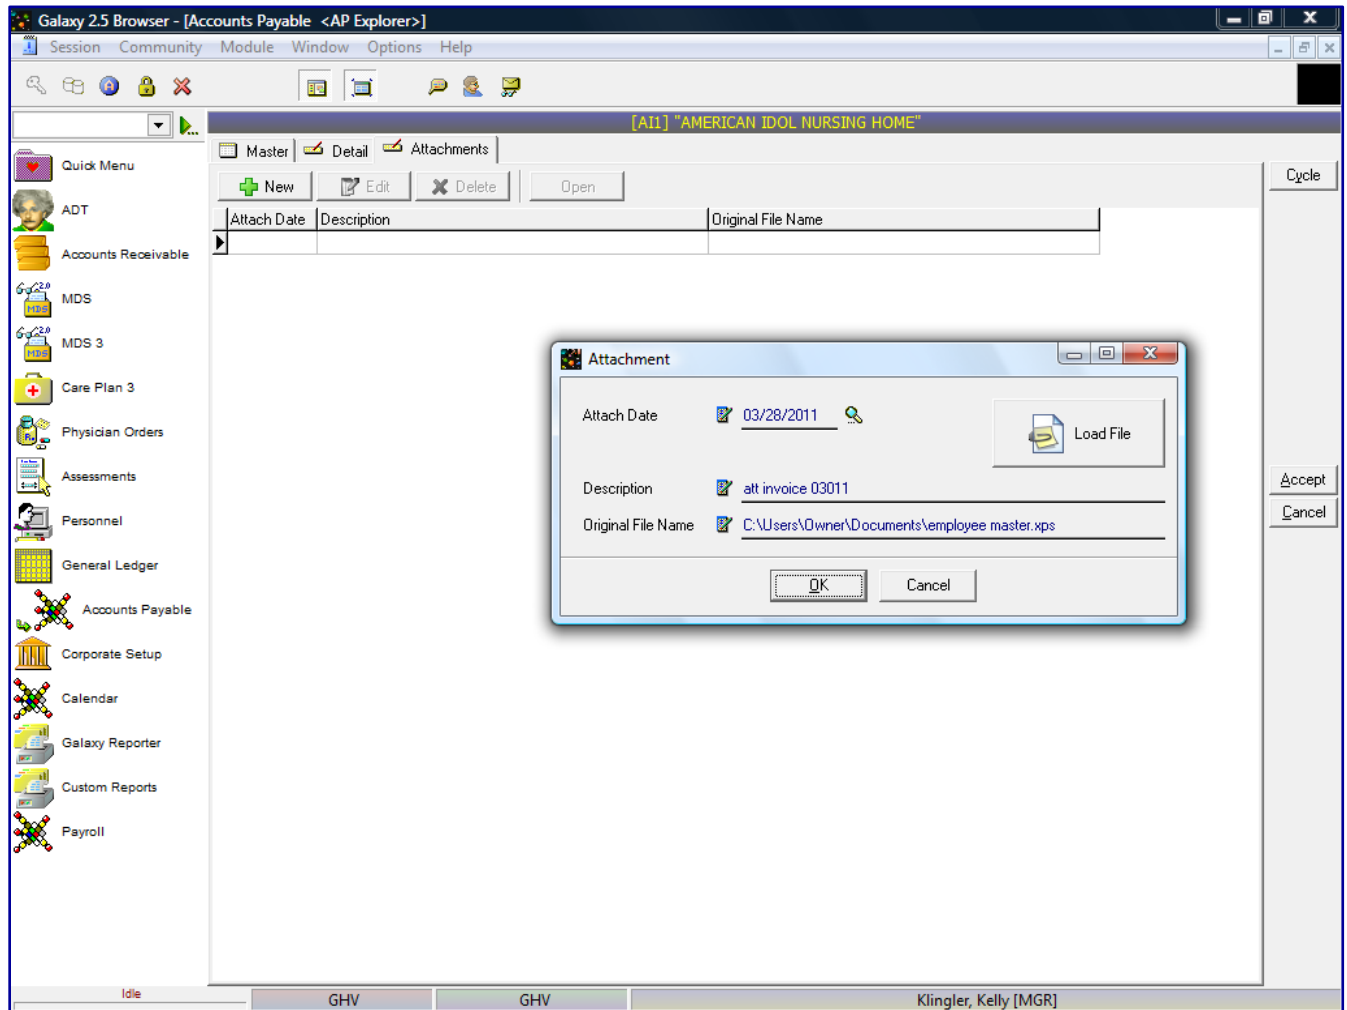 Galaxy 2.5 Browser - [Accounts Payable <AP Explorer>]
Session Community Module Window Options Help
[AI1] "AMERICAN IDOL NURSING HOME"
Master Detail Attachments
New Edit Delete Open
Cycle
Attach Date Description Original File Name
Quick Menu
ADT
Accounts Receivable
MDS
MDS 3
Care Plan 3
Physician Orders
Assessments
Personnel
General Ledger
Accounts Payable
Corporate Setup
Calendar
Galaxy Reporter
Custom Reports
Payroll
Attachment
Attach Date 03/28/2011
Load File
Description att invoice 03011
Original File Name C:\Users\Owner\Documents\employee master.xps
OK Cancel
Accept
Cancel
Idle GHV GHV Klingler, Kelly [MGR]